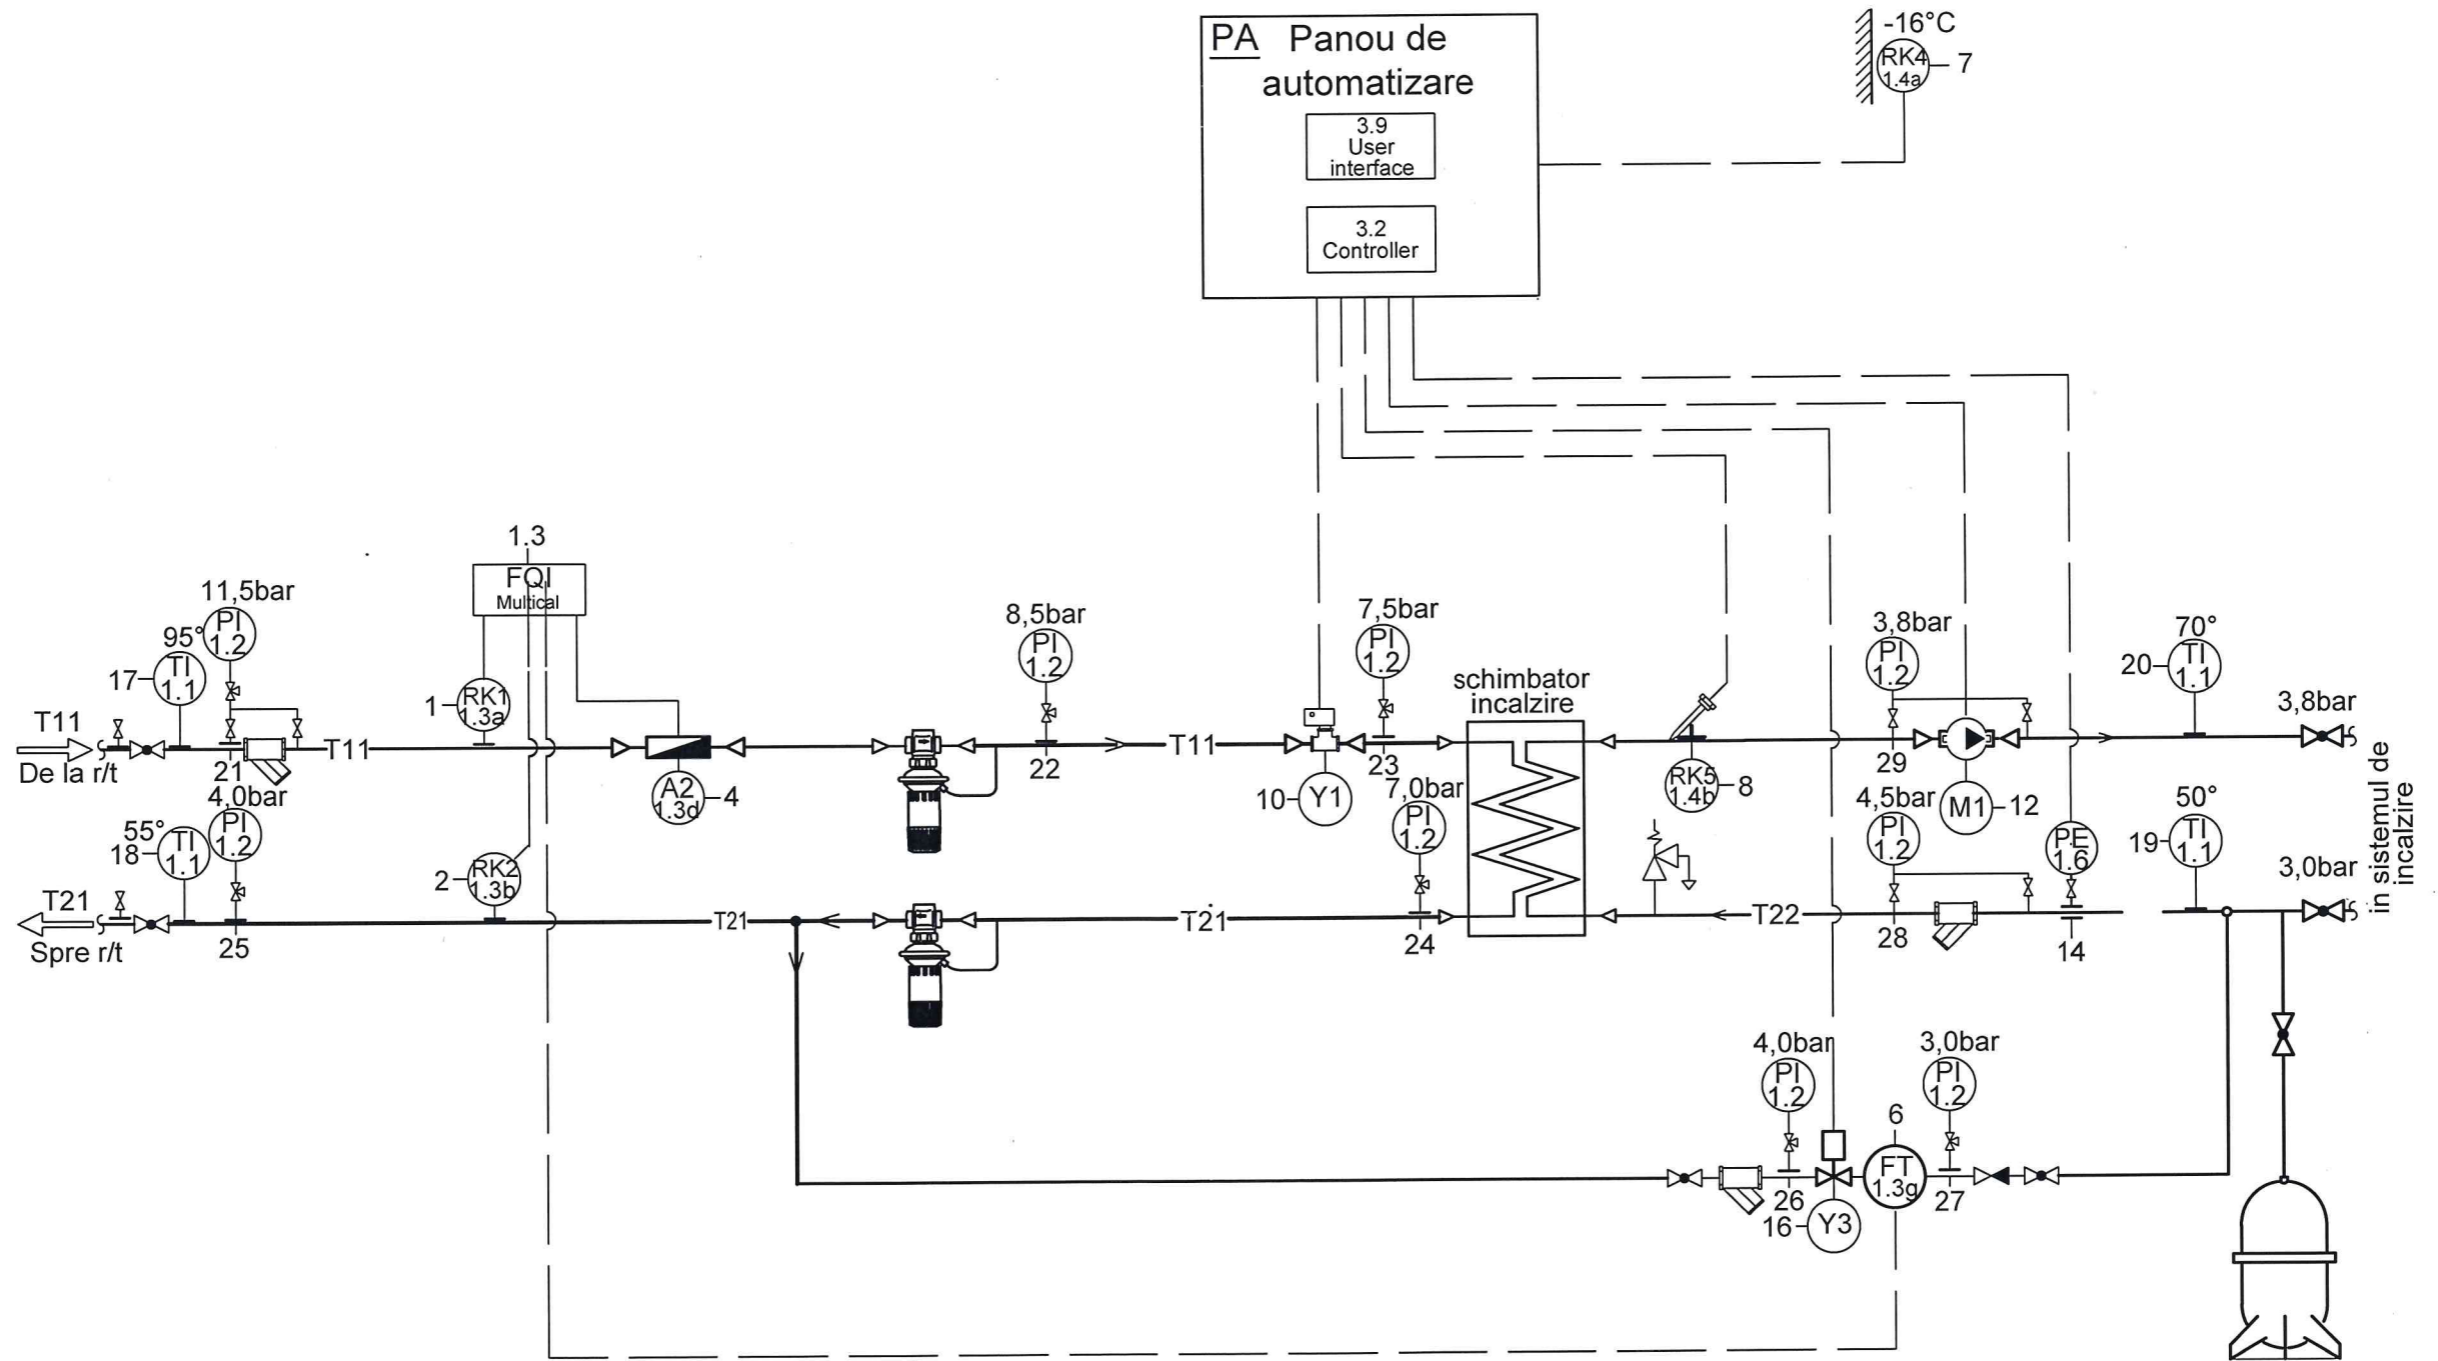 PA Panou de
automatizare
3.9
User
interface
3.2
Controller
-16°C
RK4
1.4a
7
1.3
FQI
Multical
11,5bar
PI
1.2
95°
TI
1.1
17
RK1
1.3a
1
T11
De la r/t
21
T11
A2
1.3d
4
8,5bar
PI
1.2
22
T11
7,5bar
PI
1.2
23
Y1
10
schimbator
incalzire
RK5
1.4b
8
3,8bar
PI
1.2
29
M1
12
70°
TI
1.1
20
3,8bar
4,0bar
PI
1.2
55°
TI
1.1
18
RK2
1.3b
2
T21
Spre r/t
25
T21
T21
7,0bar
PI
1.2
24
T22
4,5bar
PI
1.2
28
PE
1.6
14
50°
TI
1.1
19
3,0bar
in sistemul de
incalzire
4,0bar
PI
1.2
26
Y3
16
6
FT
1.3g
3,0bar
PI
1.2
27